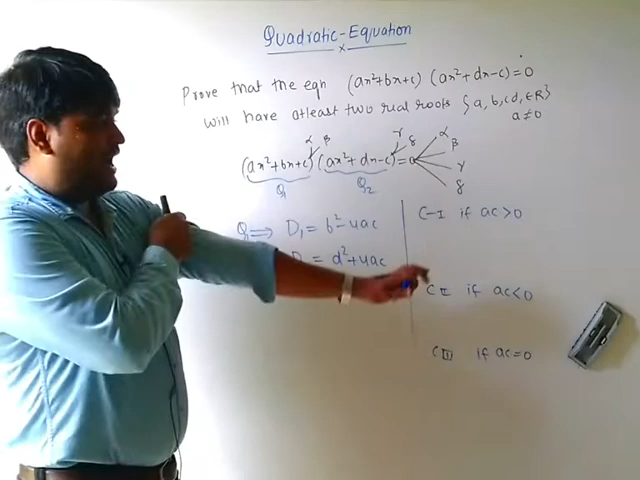 Quadratic-Equation
x
Prove that the eqn (ax²+bx+c) (ax²+dx-c)=0
will have atleast two real roots {a, b, c, d, ∈ R}
a≠0
α β γ δ α
(ax²+bx+c) (ax²+dx-c)=0 β
Q₁ Q₂ γ
δ
Q₁ ⟹ D₁ = b²-4ac
= d²+4ac
C-I if ac>0
C II if ac<0
C III if ac=0